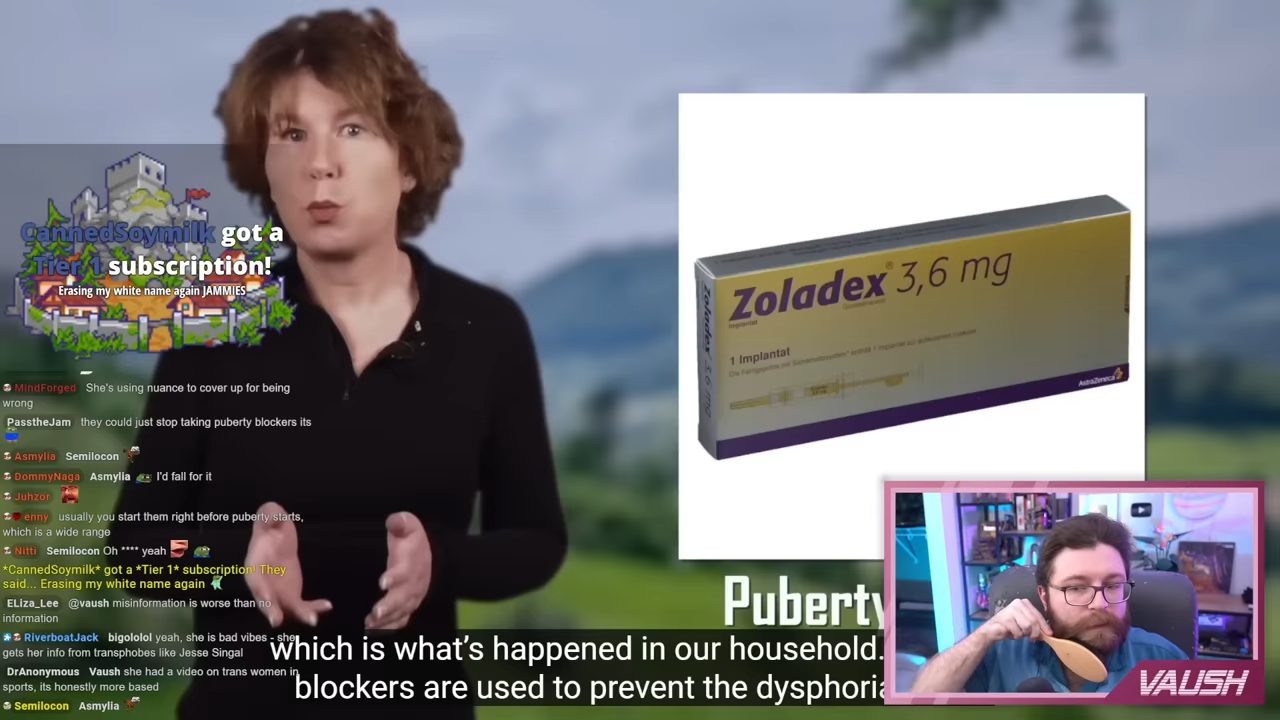 CannedSoymilk got a
Tier 1 subscription!
Erasing my white name again JAMMIES
MindForged She's using nuance to cover up for being
wrong
PasstheJam they could just stop taking puberty blockers its
Asmylia Semilocon
DommyNaga Asmylia I'd fall for it
Juhzor
enny usually you start them right before puberty starts,
which is a wide range
Nitti Semilocon Oh **** yeah
*CannedSoymilk* got a *Tier 1* subscription! They
said... Erasing my white name again
ELiza_Lee @vaush misinformation is worse than no
information
RiverboatJack bigololol yeah, she is bad vibes - she
gets her info from transphobes like Jesse Singal
DrAnonymous Vaush she had a video on trans women in
sports, its honestly more based
Semilocon Asmylia
Zoladex® 3,6 mg
Implantat
1 Implantat
AstraZeneca
Zoladex 3,6 mg
Puberty
which is what's happened in our household.
blockers are used to prevent the dysphoria
VAUSH